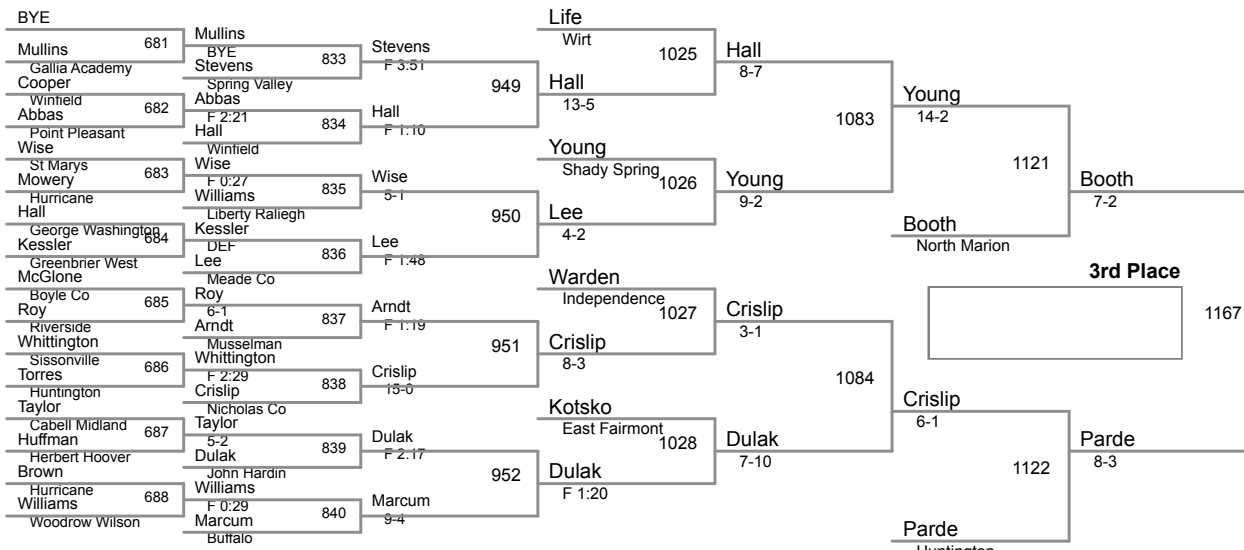 BYE
681
Mullins
Gallia Academy
Cooper
Winfield
682
Abbas
Point Pleasant
Wise
St Marys
683
Mowery
Hurricane
Hall
George Washington
684
Kessler
Greenbrier West
McGlone
Boyle Co
685
Roy
Riverside
Whittington
Sissonville
686
Torres
Huntington
Taylor
Cabell Midland
687
Huffman
Herbert Hoover
Brown
Hurricane
688
Williams
Woodrow Wilson
Mullins
BYE
833
Stevens
Spring Valley
Abbas
F 2:21
834
Hall
Winfield
Wise
F 0:27
835
Williams
Liberty Raliegh
Kessler
DEF
836
Lee
Meade Co
Roy
6-1
837
Arndt
Musselman
Whittington
F 2:29
838
Crislip
Nicholas Co
Taylor
5-2
839
Dulak
John Hardin
Williams
F 0:29
840
Marcum
Buffalo
Stevens
F 3:51
949
Hall
F 1:10
Wise
5-1
950
Lee
F 1:48
Arndt
F 1:19
951
Crislip
15-0
Dulak
F 2:17
952
Marcum
9-4
Life
Wirt
1025
Hall
13-5
Young
Shady Spring
1026
Lee
4-2
Warden
Independence
1027
Crislip
8-3
Kotsko
East Fairmont
1028
Dulak
F 1:20
Hall
8-7
1083
Young
9-2
Crislip
3-1
1084
Dulak
7-10
Young
14-2
1121
Booth
North Marion
Crislip
6-1
1122
Parde
Huntington
Booth
7-2
3rd Place
1167
Parde
8-3